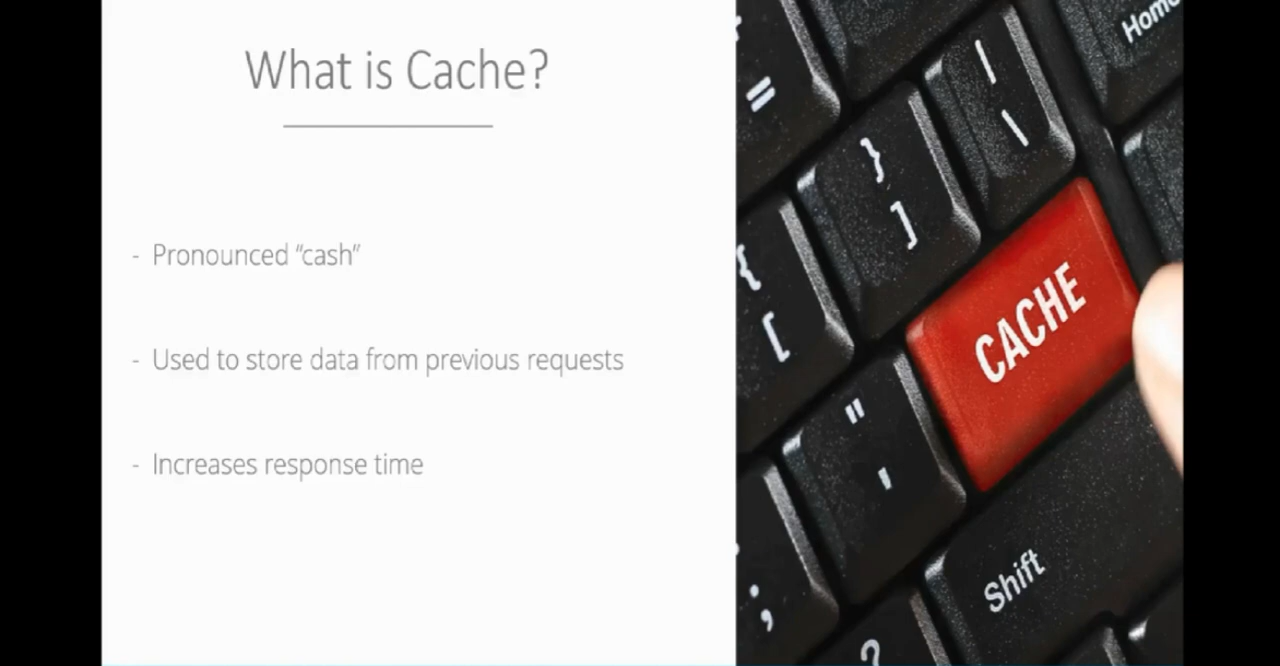 What is Cache?
- Pronounced “cash”
- Used to store data from previous requests
- Increases response time
Home
=
| \
} ]
{ [
CACHE
" '
Shift
;
?